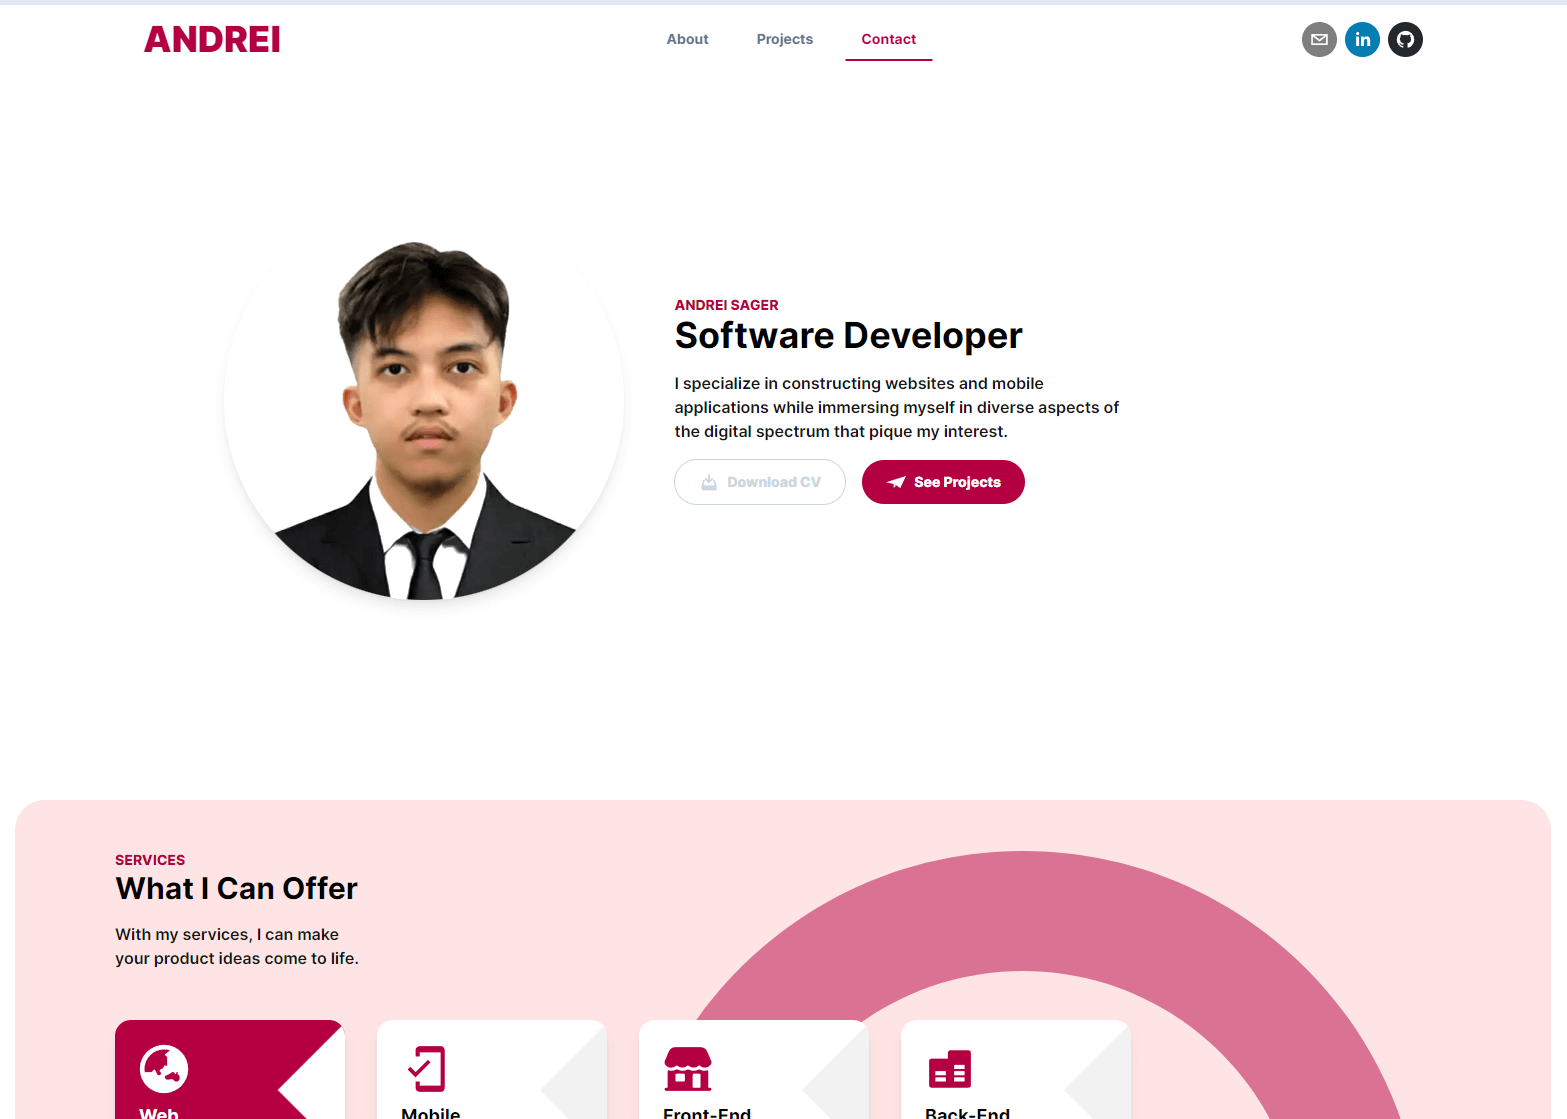 ANDREI
About
Projects
Contact
in
ANDREI SAGER
Software Developer
I specialize in constructing websites and mobile
applications while immersing myself in diverse aspects of
the digital spectrum that pique my interest.
Download CV
See Projects
SERVICES
What I Can Offer
With my services, I can make
your product ideas come to life.
Web
Mobile
Front-End
Back-End